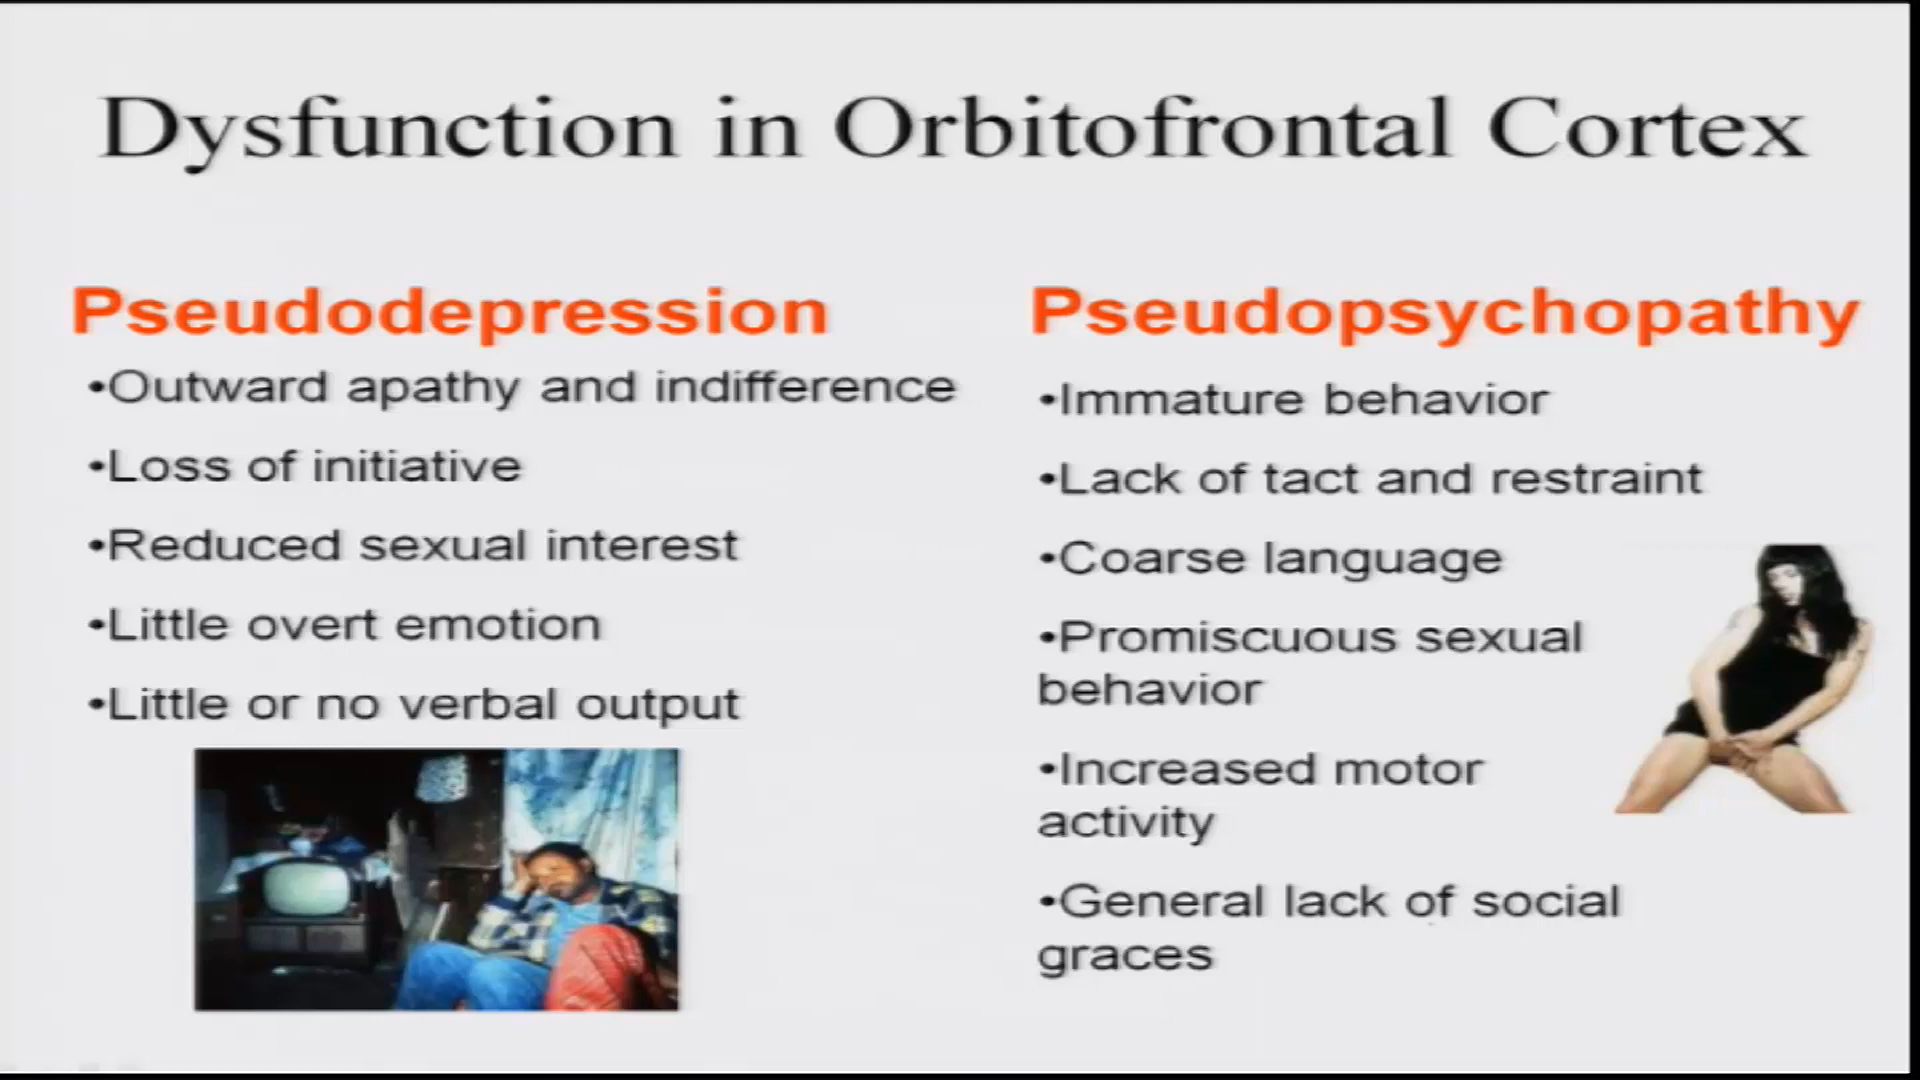 Dysfunction in Orbitofrontal Cortex
Pseudodepression
•Outward apathy and indifference
•Loss of initiative
•Reduced sexual interest
•Little overt emotion
•Little or no verbal output
Pseudopsychopathy
•Immature behavior
•Lack of tact and restraint
•Coarse language
•Promiscuous sexual
behavior
•Increased motor
activity
•General lack of social
graces